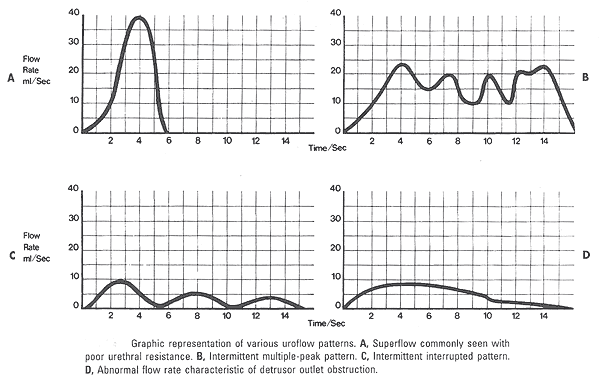 40
30
20
10
0
Flow
Rate
ml/Sec
A
2 4 6 8 10 12 14
40
30
20
10
0
B
2 4 6 8 10 12 14
Time/Sec
40
30
20
10
0
Flow
Rate
ml/Sec
C
2 4 6 8 10 12 14
40
30
20
10
0
D
2 4 6 8 10 12 14
Time/Sec
Graphic representation of various uroflow patterns. A, Superflow commonly seen with
poor urethral resistance. B, Intermittent multiple-peak pattern. C, Intermittent interrupted pattern.
D, Abnormal flow rate characteristic of detrusor outlet obstruction.